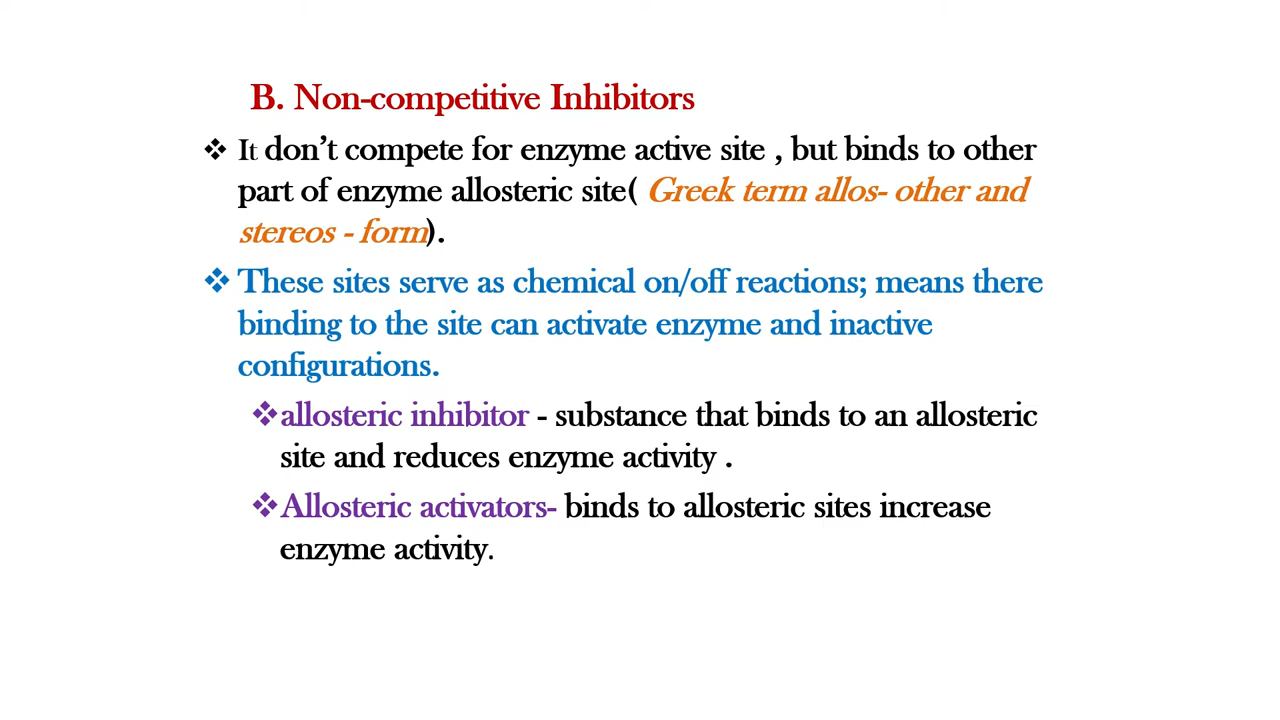 B. Non-competitive Inhibitors
❖ It don't compete for enzyme active site , but binds to other
part of enzyme allosteric site( Greek term allos- other and
stereos - form).
❖ These sites serve as chemical on/off reactions; means there
binding to the site can activate enzyme and inactive
configurations.
❖allosteric inhibitor - substance that binds to an allosteric
site and reduces enzyme activity .
❖Allosteric activators- binds to allosteric sites increase
enzyme activity.